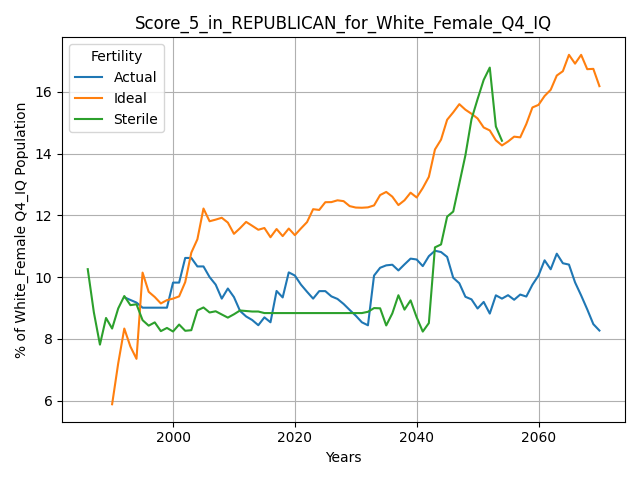 Score_5_in_REPUBLICAN_for_White_Female_Q4_IQ
Fertility
Actual
Ideal
Sterile
% of White_Female Q4_IQ Population
16
14
12
10
8
6
2000 2020 2040 2060
Years